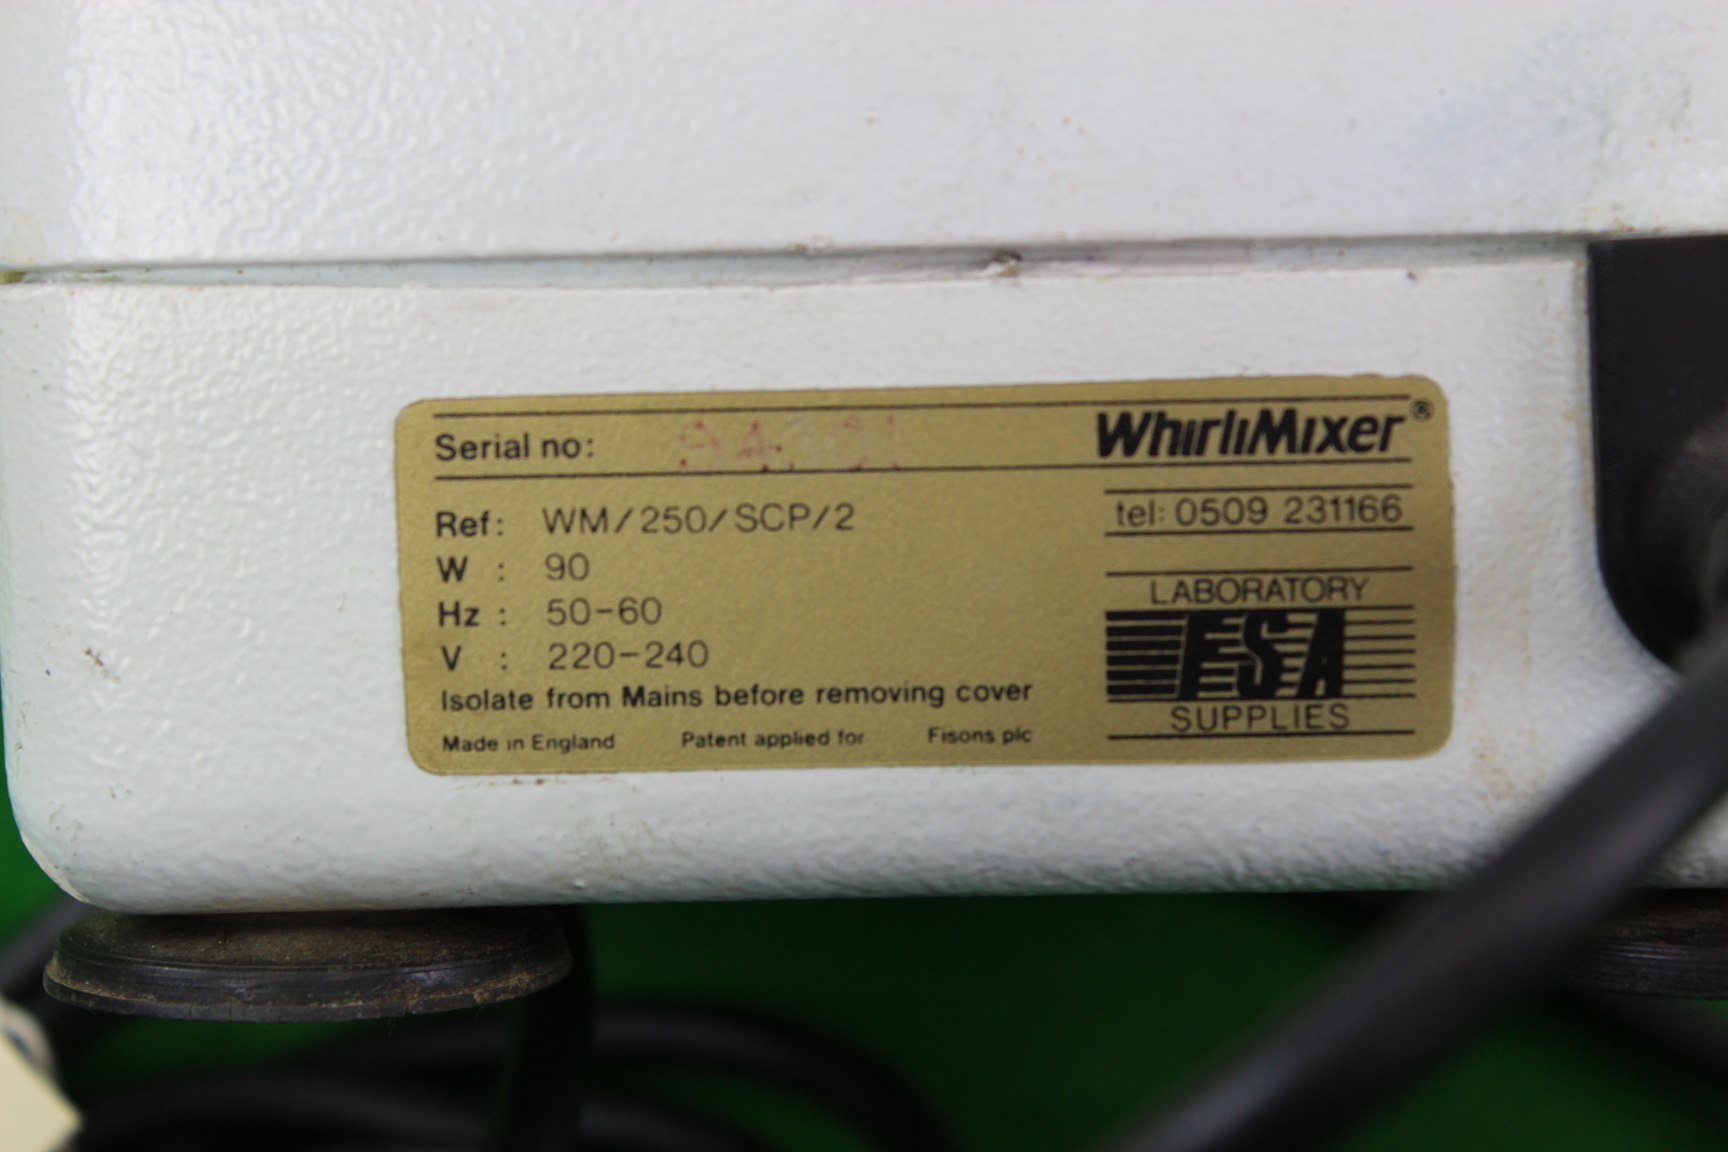 Serial no:
WhirliMixer®
Ref: WM/250/SCP/2
W : 90
Hz : 50-60
V : 220-240
Isolate from Mains before removing cover
Made in England Patent applied for Fisons plc
tel: 0509 231166
LABORATORY
FSA
SUPPLIES